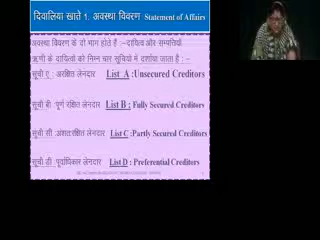 दिवालिया खाते 1. अवस्था विवरण Statement of Affairs
अवस्था विवरण के दो भाग होते हैं :-दायित्व और सम्पत्तियाँ
ऋणी के दायित्वो को निम्न चार सूचियो में दर्शाया जाता है : -
सूची ए : अरक्षित लेनदार List A :Unsecured Creditors
सूची बी :पूर्ण रक्षित लेनदार List B : Fully Secured Creditors
सूची सी :अंशतःरक्षित लेनदार List C :Partly Secured Creditors
सूची डी :पूर्वाधिकार लेनदार List D : Preferential Creditors